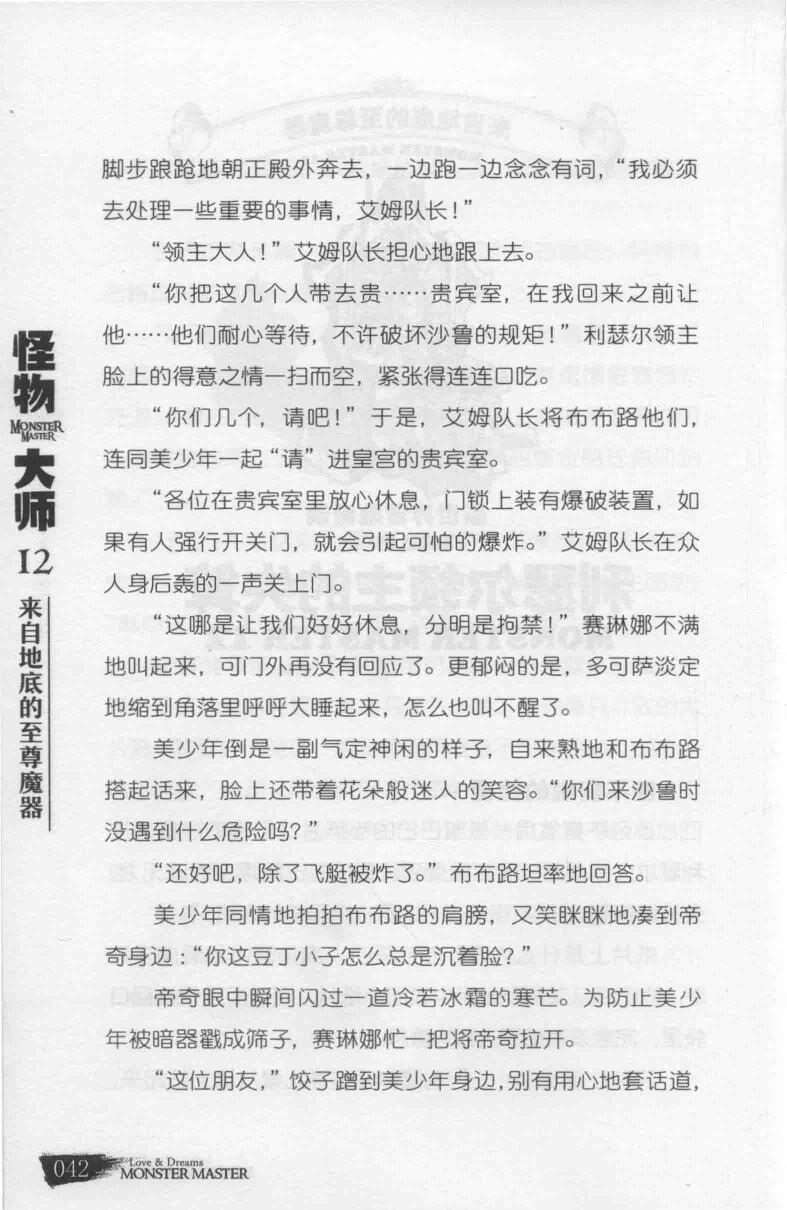 脚步踉跄地朝正殿外奔去，一边跑一边念念有词，“我必须
去处理一些重要的事情，艾姆队长！”
“领主大人！”艾姆队长担心地跟上去。
“你把这几个人带去贵……贵宾室，在我回来之前让
他……他们耐心等待，不许破坏沙鲁的规矩！”利瑟尔领主
脸上的得意之情一扫而空，紧张得连连口吃。
“你们几个，请吧！”于是，艾姆队长将布布路他们，
连同美少年一起“请”进皇宫的贵宾室。
“各位在贵宾室里放心休息，门锁上装有爆破装置，如
果有人强行开关门，就会引起可怕的爆炸。”艾姆队长在众
人身后轰的一声关上门。
“这哪是让我们好好休息，分明是拘禁！”赛琳娜不满
地叫起来，可门外再没有回应了。更郁闷的是，多可萨淡定
地缩到角落里呼呼大睡起来，怎么也叫不醒了。
美少年倒是一副气定神闲的样子，自来熟地和布布路
搭起话来，脸上还带着花朵般迷人的笑容：“你们来沙鲁时
没遇到什么危险吗？”
“还好吧，除了飞艇被炸了。”布布路坦率地回答。
美少年同情地拍拍布布路的肩膀，又笑眯眯地凑到帝
奇身边：“你这豆丁小子怎么总是沉着脸？”
帝奇眼中瞬间闪过一道冷若冰霜的寒芒。为防止美少
年被暗器戳成筛子，赛琳娜忙一把将帝奇拉开。
“这位朋友，”饺子蹭到美少年身边，别有用心地套话道，
怪物
MONSTER
MASTER
大师
12
来自地底的至尊魔器
042
Love & Dreams
MONSTER MASTER